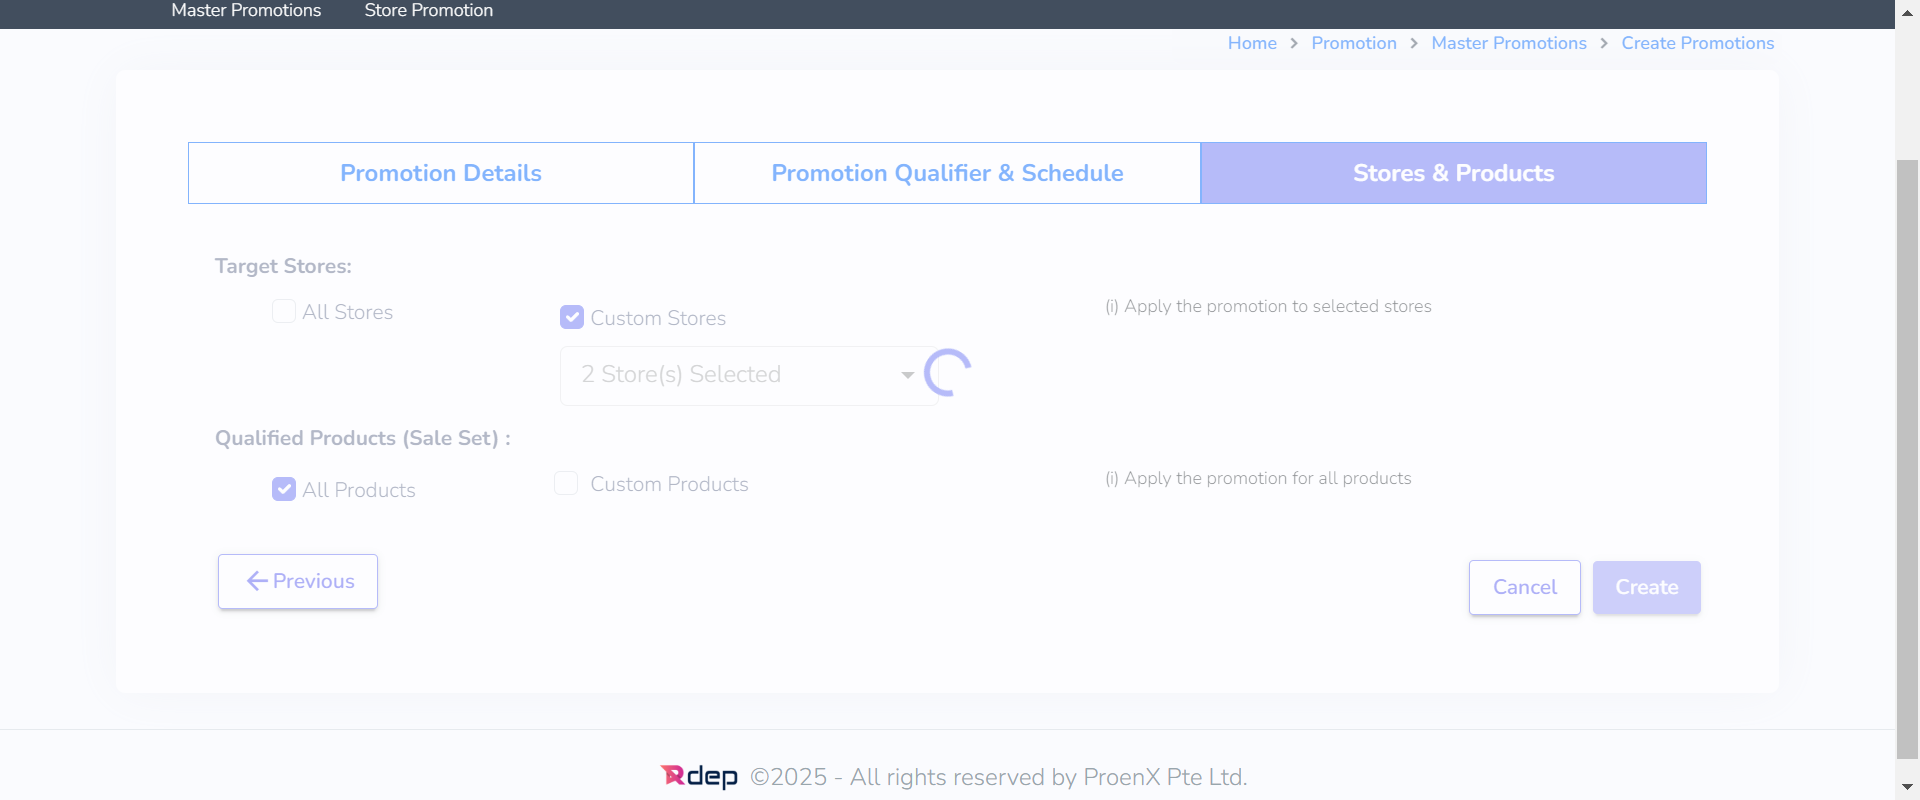 Master Promotions Store Promotion
Home > Promotion > Master Promotions > Create Promotions
Promotion Details Promotion Qualifier & Schedule Stores & Products
Target Stores:
All Stores Custom Stores (i) Apply the promotion to selected stores
2 Store(s) Selected
Qualified Products (Sale Set) :
All Products Custom Products (i) Apply the promotion for all products
Previous Cancel Create
Rdep ©2025 - All rights reserved by ProenX Pte Ltd.